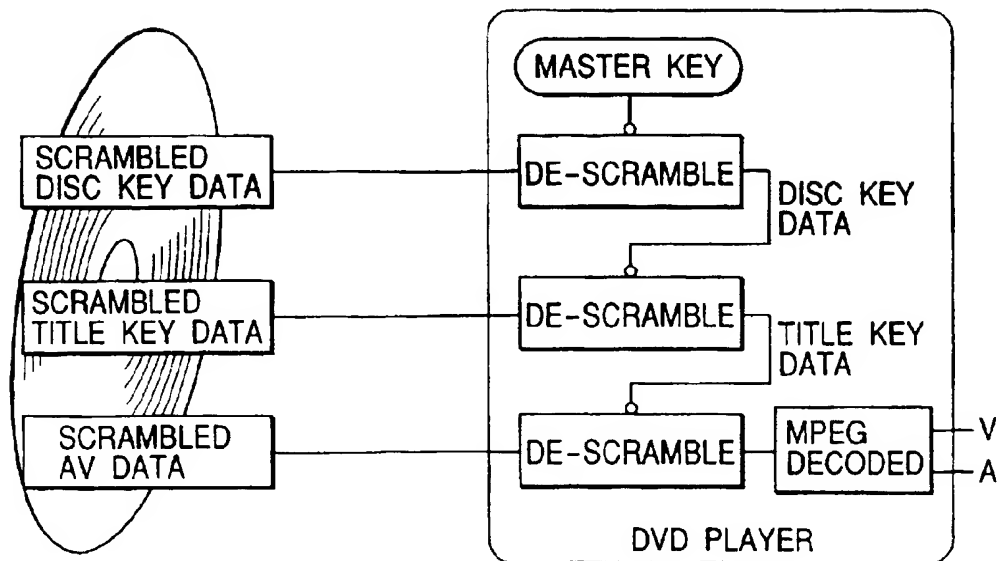 MASTER KEY
SCRAMBLED
DISC KEY DATA
DE-SCRAMBLE
DISC KEY
DATA
SCRAMBLED
TITLE KEY DATA
DE-SCRAMBLE
TITLE KEY
DATA
SCRAMBLED
AV DATA
DE-SCRAMBLE
MPEG
DECODED
V
A
DVD PLAYER